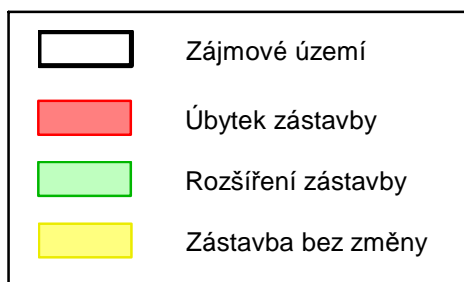 Zájmové území
Úbytek zástavby
Rozšíření zástavby
Zástavba bez změny